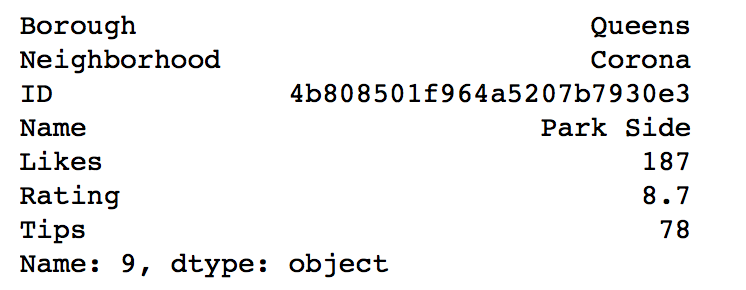 Borough Queens
Neighborhood Corona
ID 4b808501f964a5207b7930e3
Name Park Side
Likes 187
Rating 8.7
Tips 78
Name: 9, dtype: object